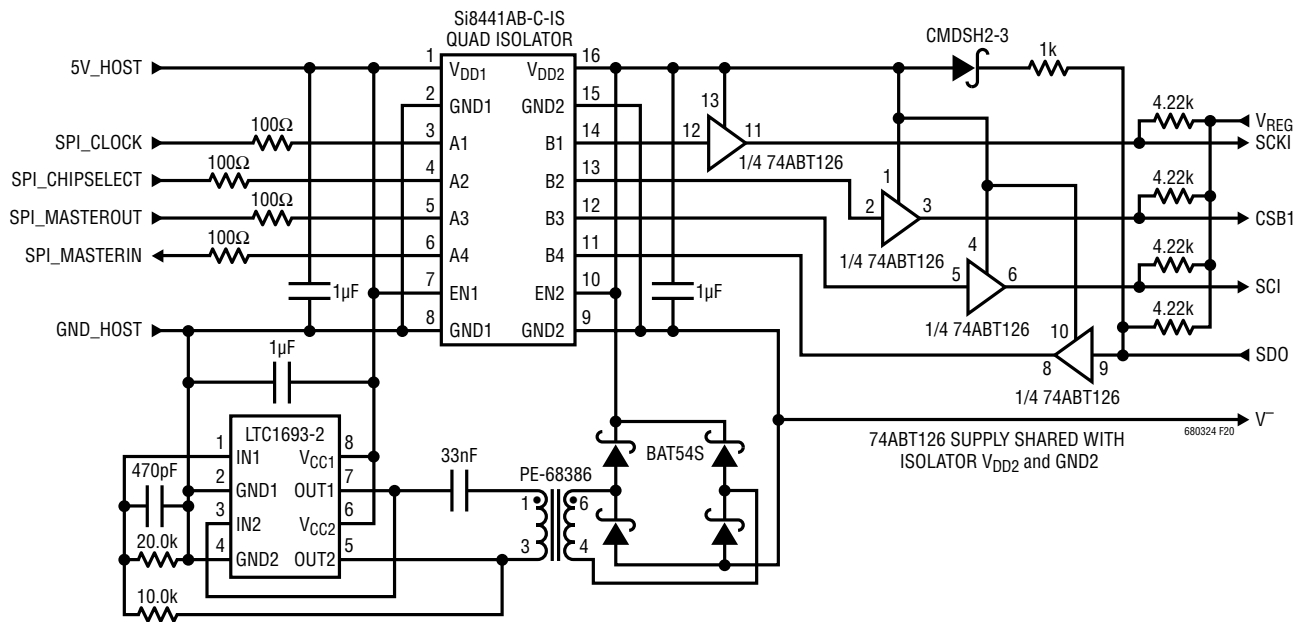 Si8441AB-C-IS
QUAD ISOLATOR
CMDSH2-3
1k
5V_HOST
1
VDD1
VDD2
16
2
GND1
GND2
15
13
4.22k
VREG
SPI_CLOCK
100Ω
3
A1
B1
14
12
11
1/4 74ABT126
SCKI
SPI_CHIPSELECT
100Ω
4
A2
B2
13
1
4.22k
SPI_MASTEROUT
100Ω
5
A3
B3
12
2
3
CSB1
1/4 74ABT126
SPI_MASTERIN
100Ω
6
A4
B4
11
4
4.22k
1µF
7
EN1
EN2
10
1µF
5
6
SCI
1/4 74ABT126
GND_HOST
8
GND1
GND2
9
10
4.22k
1µF
8
9
SDO
1/4 74ABT126
LTC1693-2
1
IN1
VCC1
8
470pF
33nF
PE-68386
BAT54S
74ABT126 SUPPLY SHARED WITH
ISOLATOR VDD2 and GND2
680324 F20
V–
2
GND1
OUT1
7
1
6
3
IN2
VCC2
6
20.0k
4
GND2
OUT2
5
3
4
10.0k